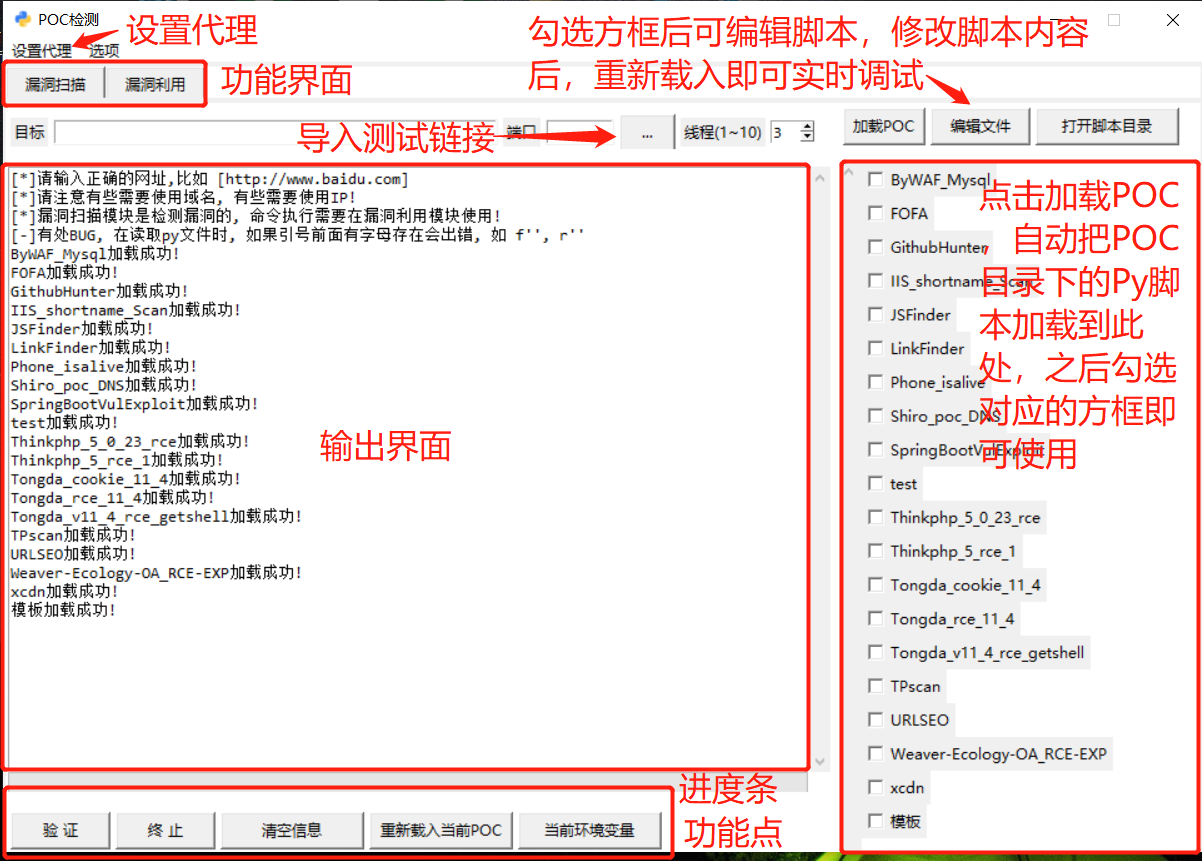 POC检测
设置代理 选项
设置代理
勾选方框后可编辑脚本，修改脚本内容
后，重新载入即可实时调试
漏洞扫描 漏洞利用
功能界面
目标
导入测试链接
端口
...
线程(1~10) 3
加载POC 编辑文件 打开脚本目录
[*]请输入正确的网址,比如 [http://www.baidu.com]
[*]请注意有些需要使用域名, 有些需要使用IP!
[*]漏洞扫描模块是检测漏洞的, 命令执行需要在漏洞利用模块使用!
[-]有处BUG, 在读取py文件时, 如果引号前面有字母存在会出错, 如 f'', r''
ByWAF_Mysql加载成功!
FOFA加载成功!
GithubHunter加载成功!
IIS_shortname_Scan加载成功!
JSFinder加载成功!
LinkFinder加载成功!
Phone_isalive加载成功!
Shiro_poc_DNS加载成功!
SpringBootVulExploit加载成功!
test加载成功!
Thinkphp_5_0_23_rce加载成功!
Thinkphp_5_rce_1加载成功!
Tongda_cookie_11_4加载成功!
Tongda_rce_11_4加载成功!
Tongda_v11_4_rce_getshell加载成功!
TPscan加载成功!
URLSEO加载成功!
Weaver-Ecology-OA_RCE-EXP加载成功!
xcdn加载成功!
模板加载成功!
输出界面
ByWAF_Mysql
FOFA
GithubHunter
IIS_shortname_Scan
JSFinder
LinkFinder
Phone_isalive
Shiro_poc_DNS
SpringBootVulExploit
test
Thinkphp_5_0_23_rce
Thinkphp_5_rce_1
Tongda_cookie_11_4
Tongda_rce_11_4
Tongda_v11_4_rce_getshell
TPscan
URLSEO
Weaver-Ecology-OA_RCE-EXP
xcdn
模板
点击加载POC
，自动把POC
目录下的Py脚
本加载到此
处，之后勾选
对应的方框即
可使用
进度条
功能点
验 证 终 止 清空信息 重新载入当前POC 当前环境变量